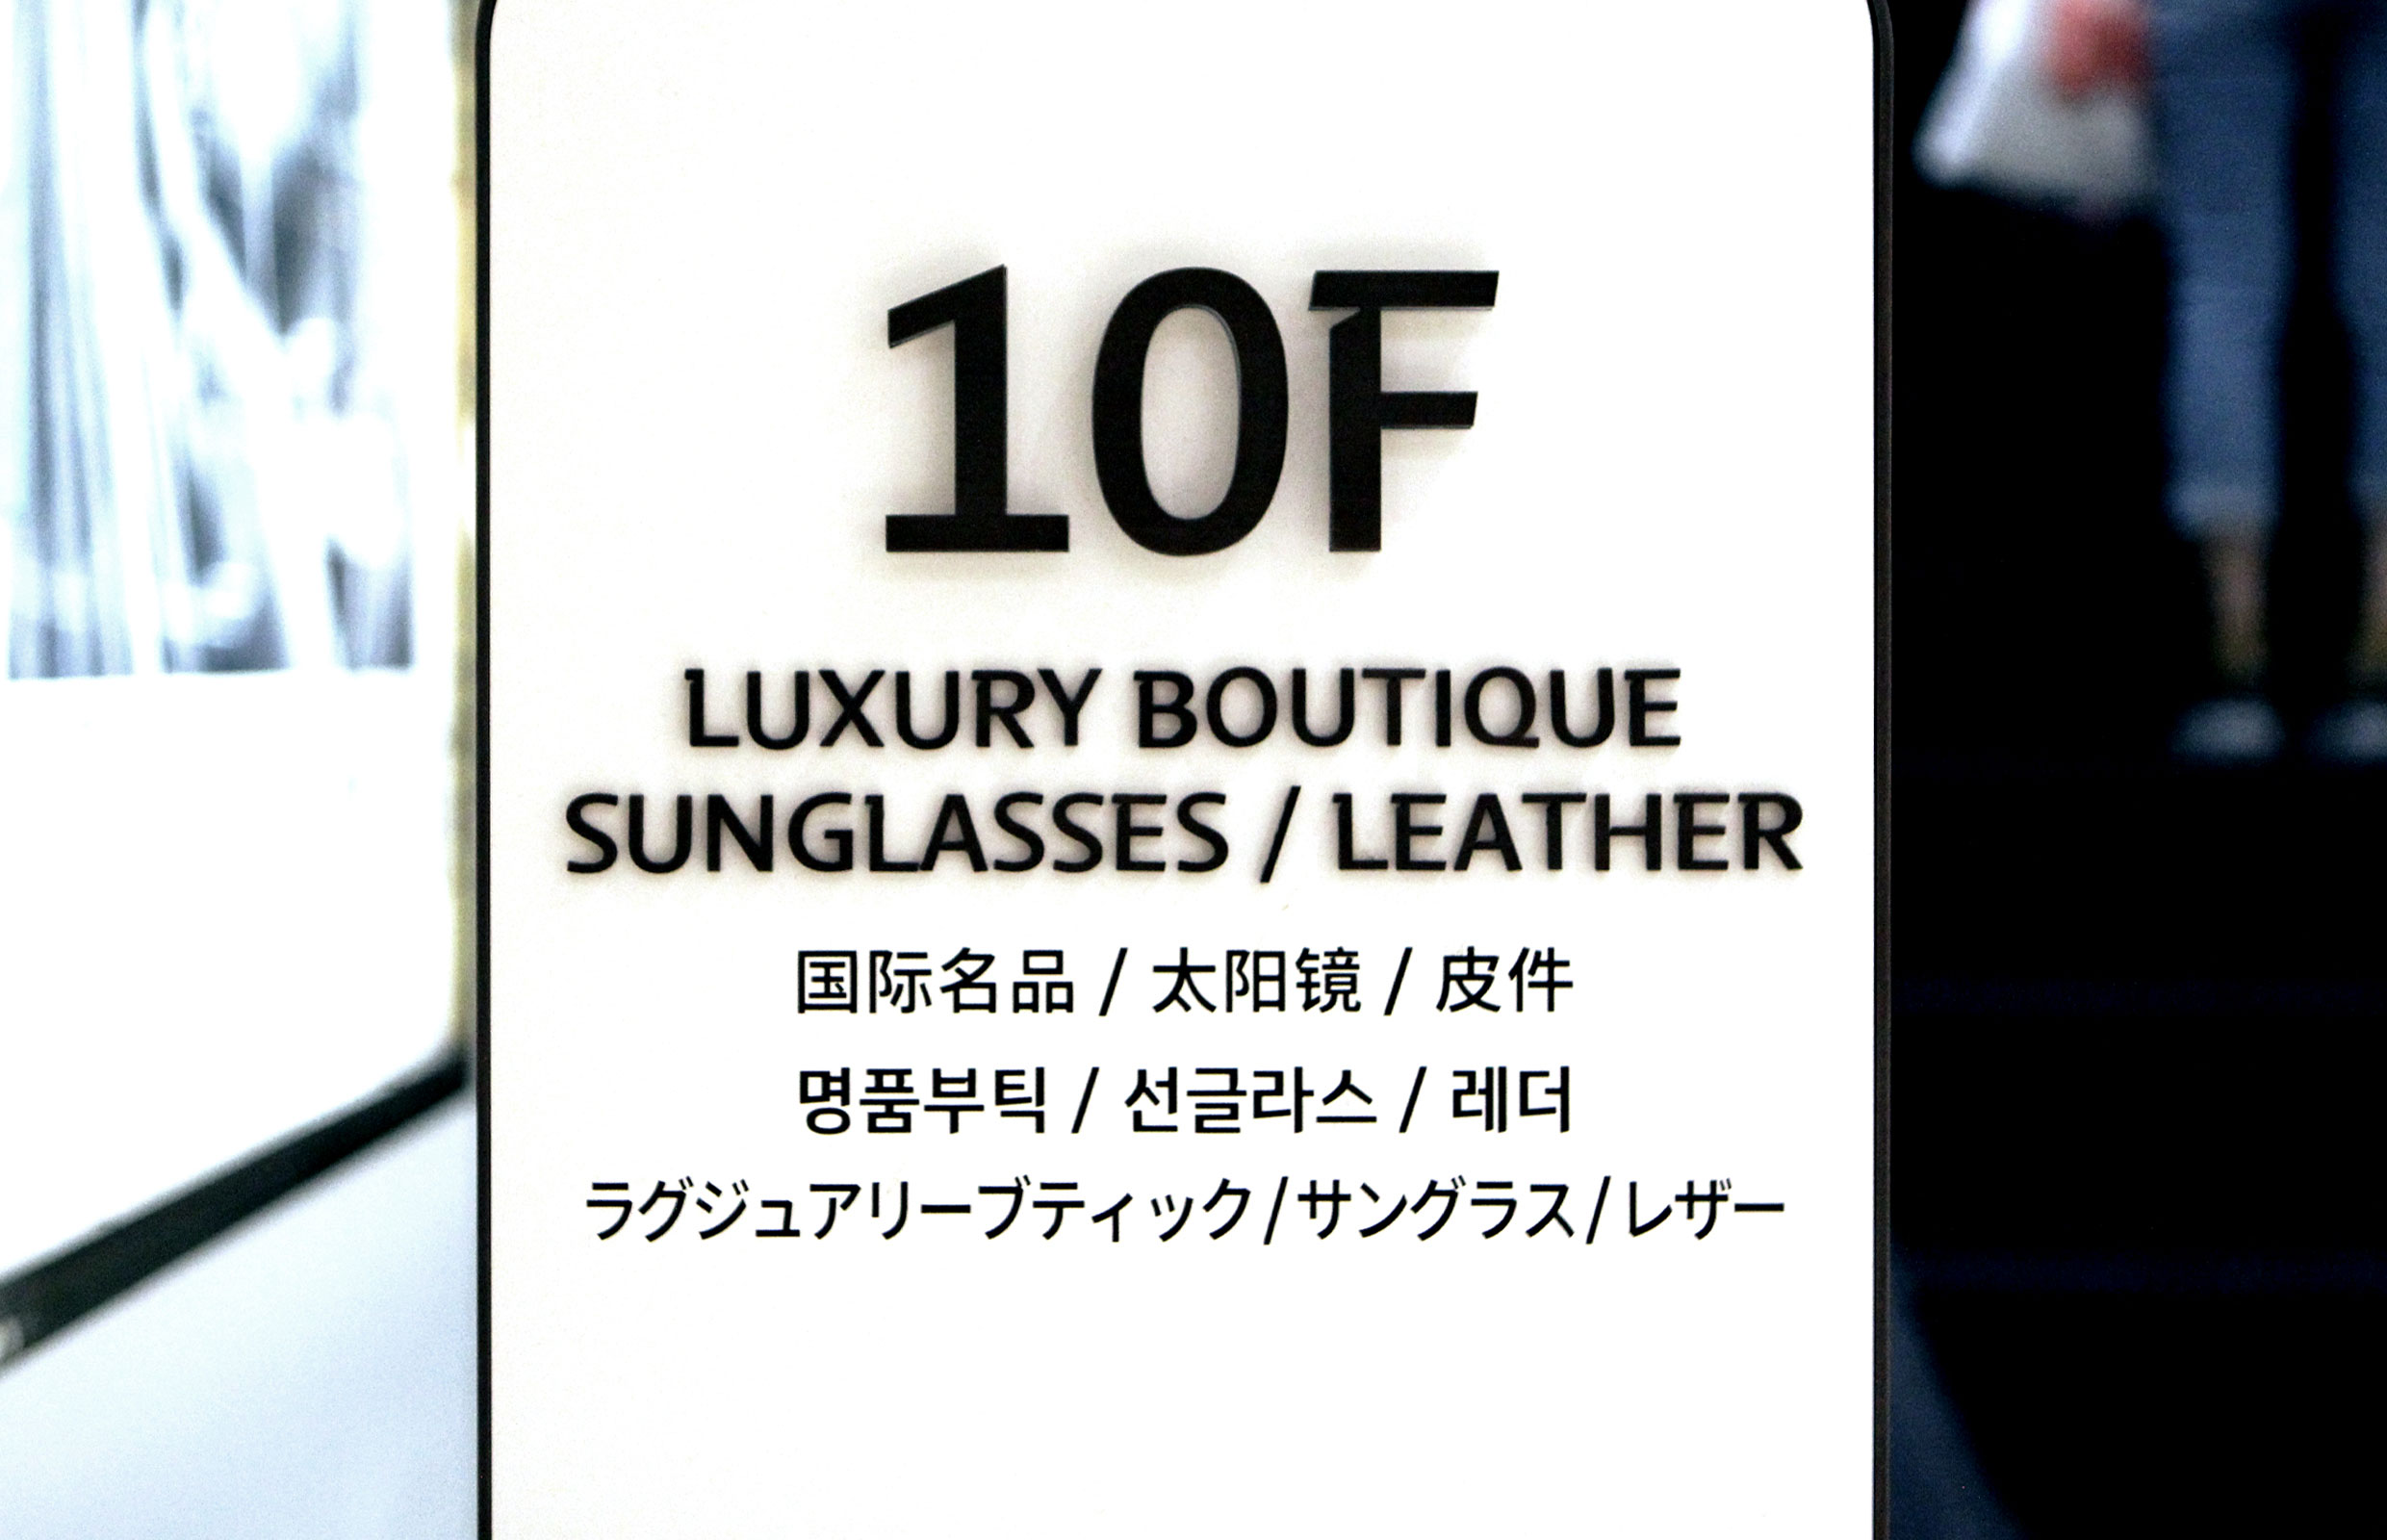 10F
LUXURY BOUTIQUE
SUNGLASSES / LEATHER
国际名品 / 太阳镜 / 皮件
명품부틱 / 선글라스 / 레더
ラグジュアリーブティック/サングラス/レザー